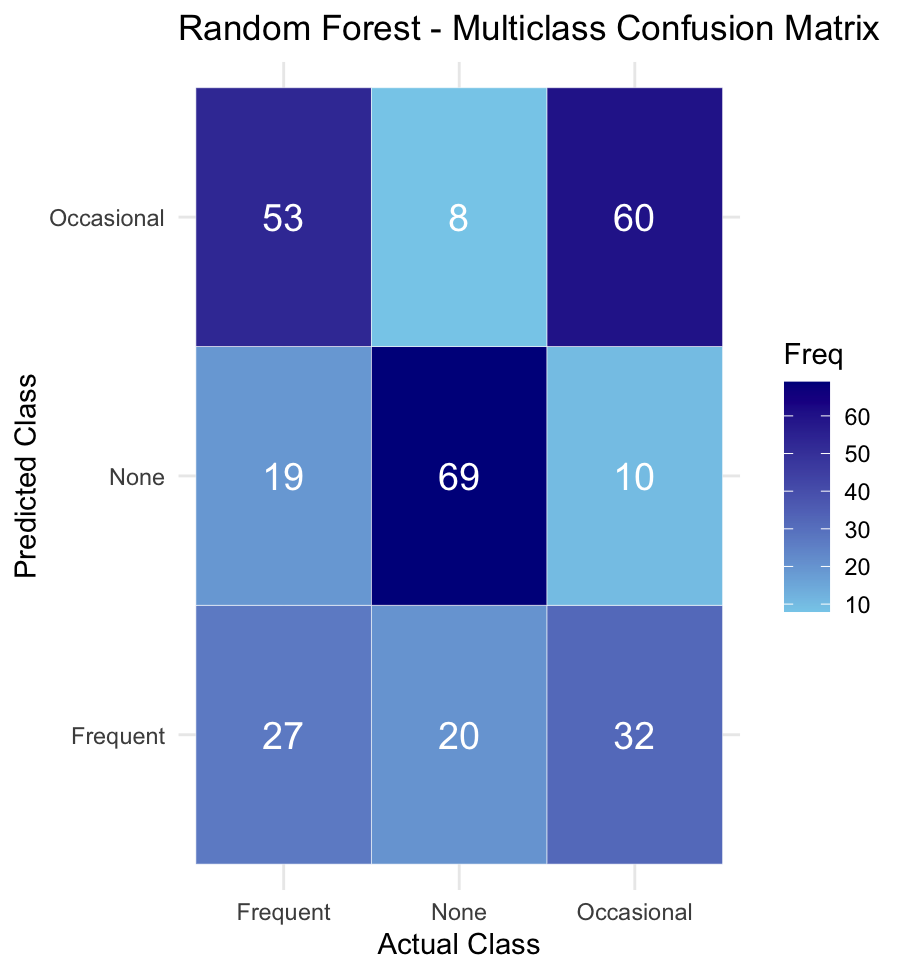 Random Forest - Multiclass Confusion Matrix
Predicted Class
Occasional
53 8 60
None
19 69 10
Frequent
27 20 32
Frequent None Occasional
Actual Class
Freq
60
50
40
30
20
10